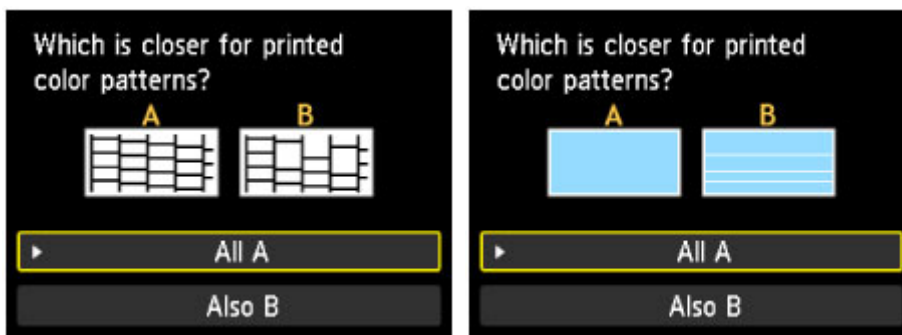 Which is closer for printed
color patterns?
A B
All A
Also B
Which is closer for printed
color patterns?
A B
All A
Also B